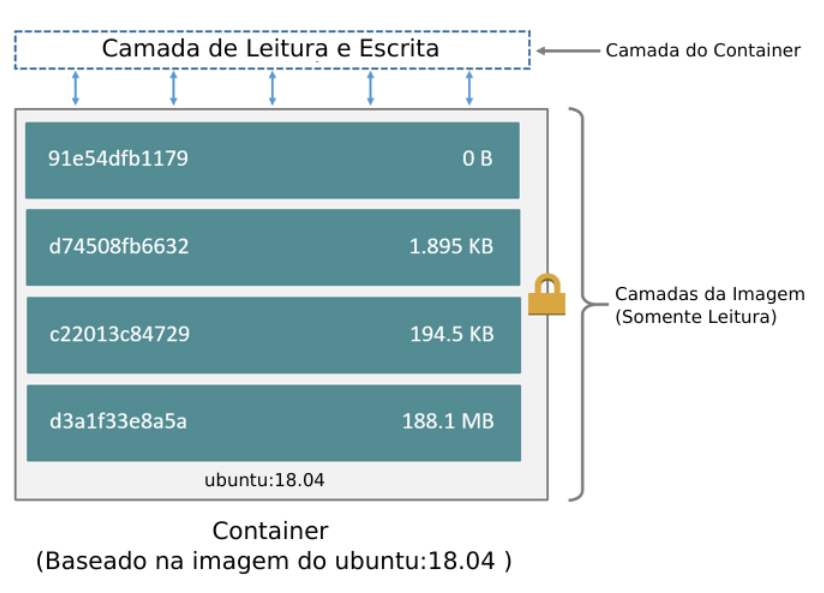 Camada de Leitura e Escrita
Camada do Container
91e54dfb1179 0 B
d74508fb6632 1.895 KB
c22013c84729 194.5 KB
d3a1f33e8a5a 188.1 MB
ubuntu:18.04
Camadas da Imagem
(Somente Leitura)
Container
(Baseado na imagem do ubuntu:18.04 )